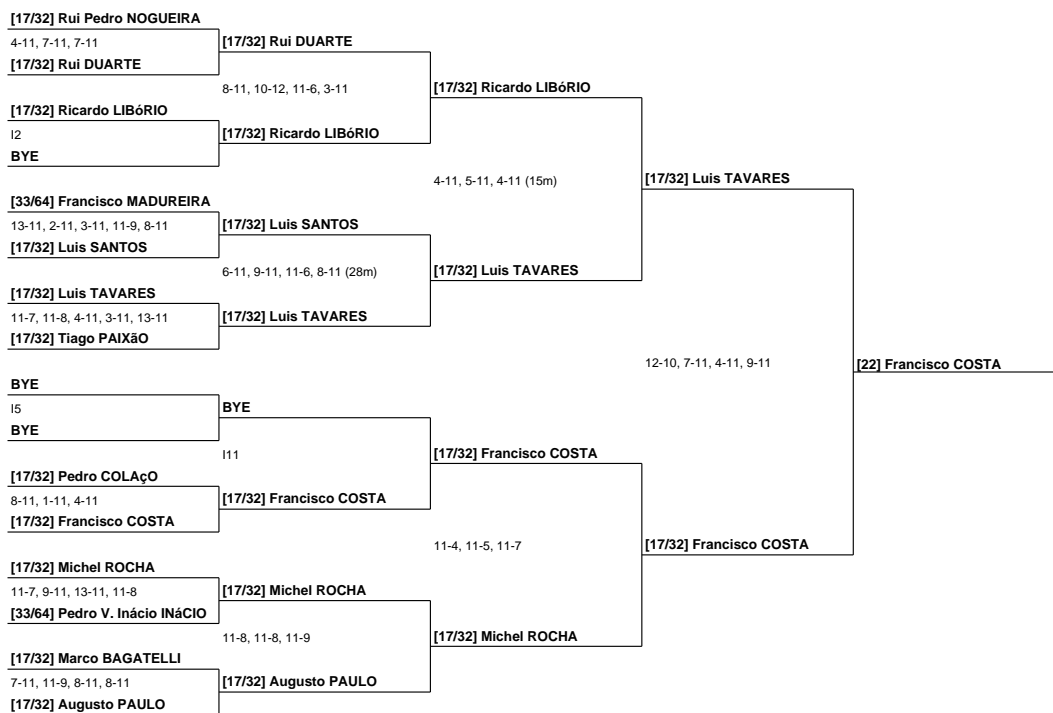 [17/32] Rui Pedro NOGUEIRA
4-11, 7-11, 7-11
[17/32] Rui DUARTE
[17/32] Rui DUARTE
8-11, 10-12, 11-6, 3-11
[17/32] Ricardo LIBóRIO
[17/32] Ricardo LIBóRIO
I2
[17/32] Ricardo LIBóRIO
BYE
4-11, 5-11, 4-11 (15m)
[17/32] Luis TAVARES
[33/64] Francisco MADUREIRA
13-11, 2-11, 3-11, 11-9, 8-11
[17/32] Luis SANTOS
[17/32] Luis SANTOS
6-11, 9-11, 11-6, 8-11 (28m)
[17/32] Luis TAVARES
[17/32] Luis TAVARES
11-7, 11-8, 4-11, 3-11, 13-11
[17/32] Luis TAVARES
[17/32] Tiago PAIXãO
12-10, 7-11, 4-11, 9-11
[22] Francisco COSTA
BYE
I5
BYE
BYE
I11
[17/32] Francisco COSTA
[17/32] Pedro COLAçO
8-11, 1-11, 4-11
[17/32] Francisco COSTA
[17/32] Francisco COSTA
11-4, 11-5, 11-7
[17/32] Francisco COSTA
[17/32] Michel ROCHA
11-7, 9-11, 13-11, 11-8
[17/32] Michel ROCHA
[33/64] Pedro V. Inácio INáCIO
11-8, 11-8, 11-9
[17/32] Michel ROCHA
[17/32] Marco BAGATELLI
7-11, 11-9, 8-11, 8-11
[17/32] Augusto PAULO
[17/32] Augusto PAULO